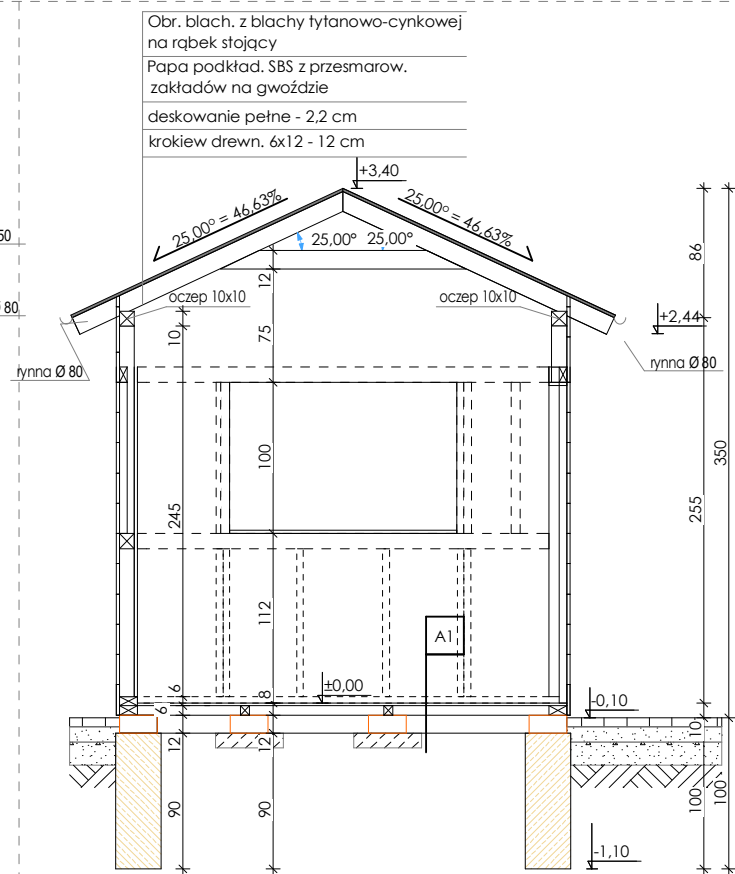 Obr. blach. z blachy tytanowo-cynkowej
na rąbek stojący
Papa podkład. SBS z przesmarow.
zakładów na gwoździe
deskowanie pełne - 2,2 cm
krokiew drewn. 6x12 - 12 cm
+3,40
25,00° = 46,63%
25,00° = 46,63%
25,00°
25,00°
86
12
oczep 10x10
oczep 10x10
+2,44
10
75
rynna Ø 80
rynna Ø 80
100
350
245
255
112
A1
±0,00
6
8
6
-0,10
10
12
12
90
90
100
100
-1,10